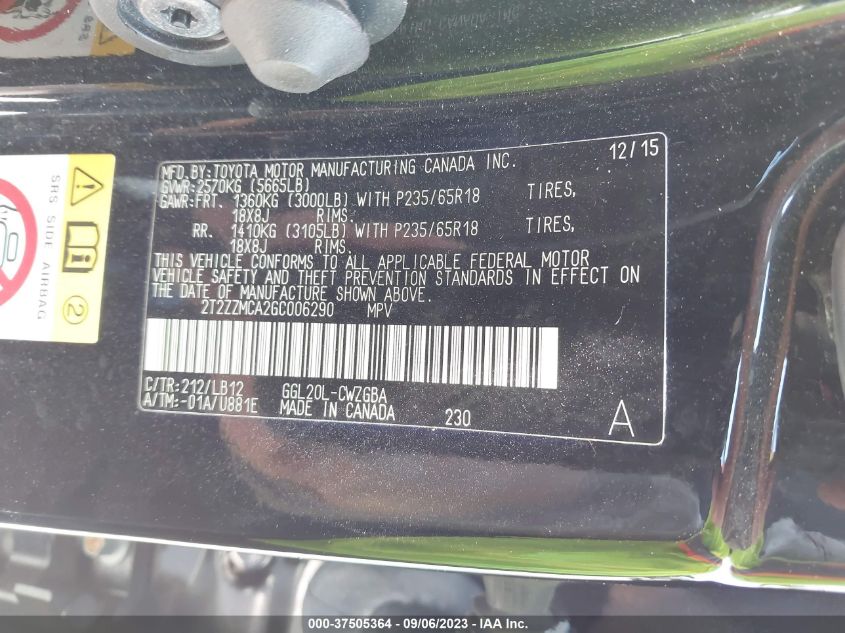 MFD.BY:TOYOTA MOTOR MANUFACTURING CANADA INC. 12/15
GVWR:2570KG (5665LB)
GAWR:FRT. 1360KG (3000LB) WITH P235/65R18 TIRES,
18X8J RIMS.
RR. 1410KG (3105LB) WITH P235/65R18 TIRES,
18X8J RIMS.
THIS VEHICLE CONFORMS TO ALL APPLICABLE FEDERAL MOTOR
VEHICLE SAFETY AND THEFT PREVENTION STANDARDS IN EFFECT ON
THE DATE OF MANUFACTURE SHOWN ABOVE.
2T2ZZMCA2GC006290 MPV
C/TR:212/LB12 GGL20L-CWZGBA
A/TM:-01A/U881E MADE IN CANADA 230 A
SRS SIDE AIRBAG
2
000-37505364 - 09/06/2023 -